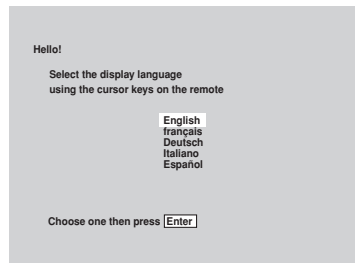 Hello!
Select the display language
using the cursor keys on the remote
English
français
Deutsch
Italiano
Español
Choose one then press Enter